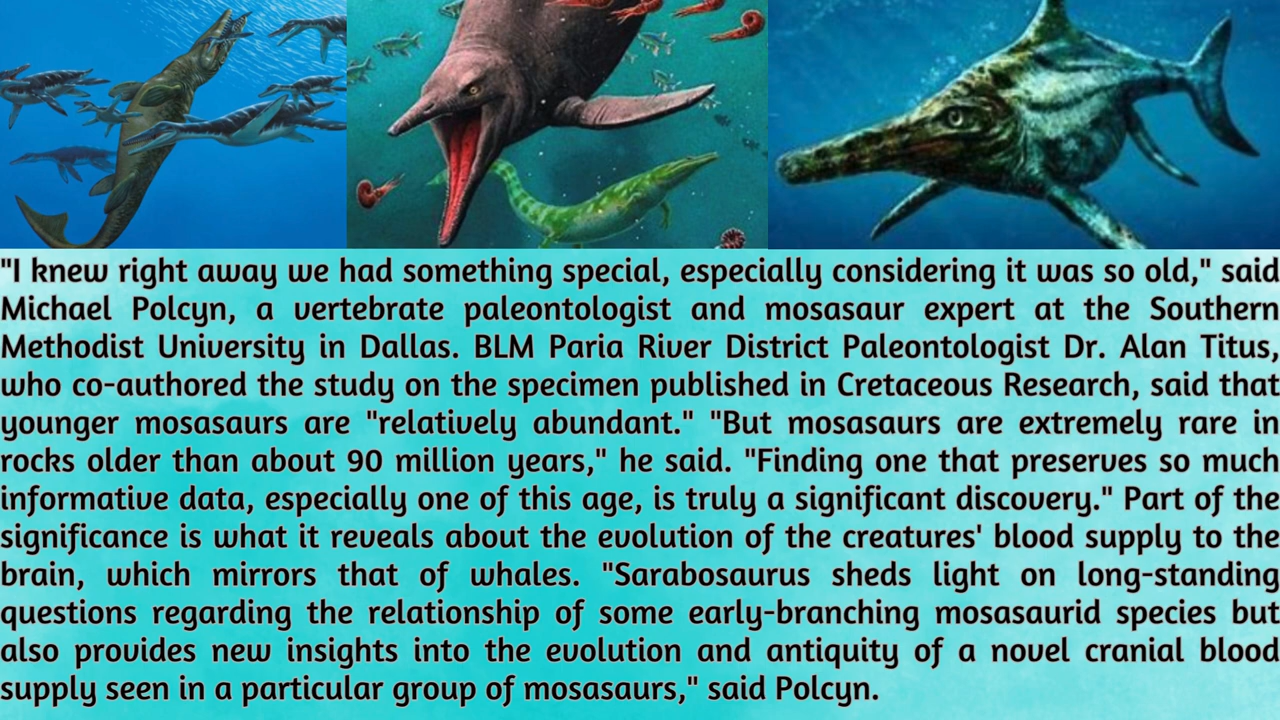 "I knew right away we had something special, especially considering it was so old," said
Michael Polcyn, a vertebrate paleontologist and mosasaur expert at the Southern
Methodist University in Dallas. BLM Paria River District Paleontologist Dr. Alan Titus,
who co-authored the study on the specimen published in Cretaceous Research, said that
younger mosasaurs are "relatively abundant." "But mosasaurs are extremely rare in
rocks older than about 90 million years," he said. "Finding one that preserves so much
informative data, especially one of this age, is truly a significant discovery." Part of the
significance is what it reveals about the evolution of the creatures' blood supply to the
brain, which mirrors that of whales. "Sarabosaurus sheds light on long-standing
questions regarding the relationship of some early-branching mosasaurid species but
also provides new insights into the evolution and antiquity of a novel cranial blood
supply seen in a particular group of mosasaurs," said Polcyn.